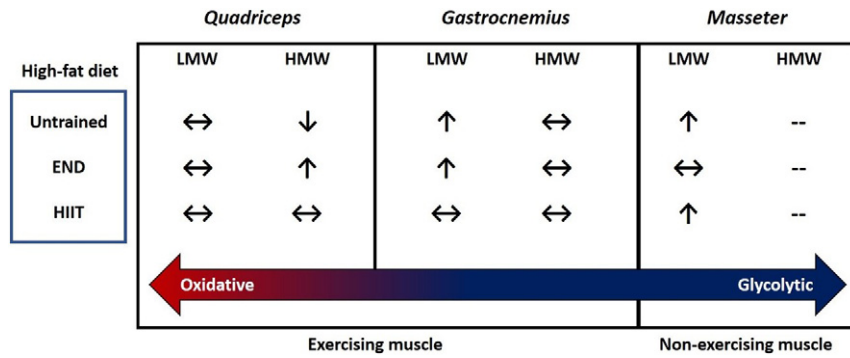 Quadriceps Gastrocnemius Masseter
High-fat diet LMW HMW LMW HMW LMW HMW
Untrained ↔ ↓ ↑ ↔ ↑ --
END ↔ ↑ ↑ ↔ ↔ --
HIIT ↔ ↔ ↔ ↔ ↑ --
Oxidative Glycolytic
Exercising muscle Non-exercising muscle